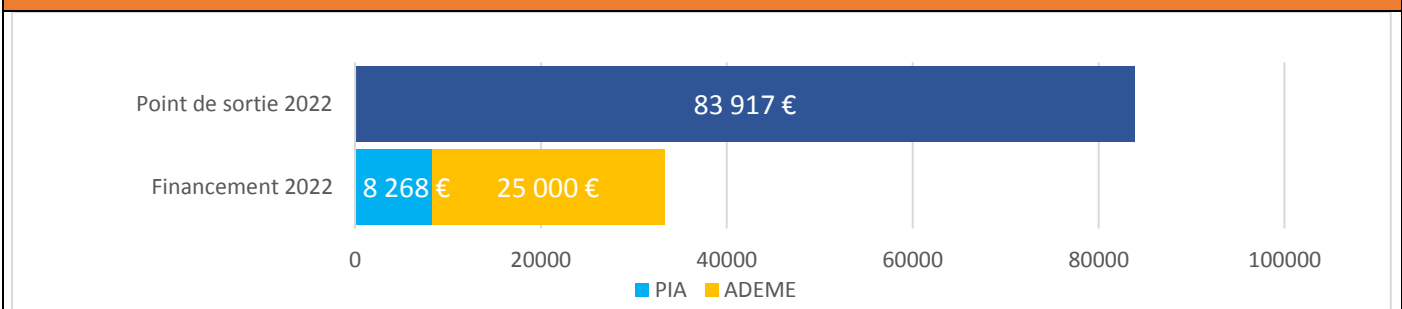 Point de sortie 2022
83 917 €
Financement 2022
8 268 €
25 000 €
0 20000 40000 60000 80000 100000
PIA ADEME